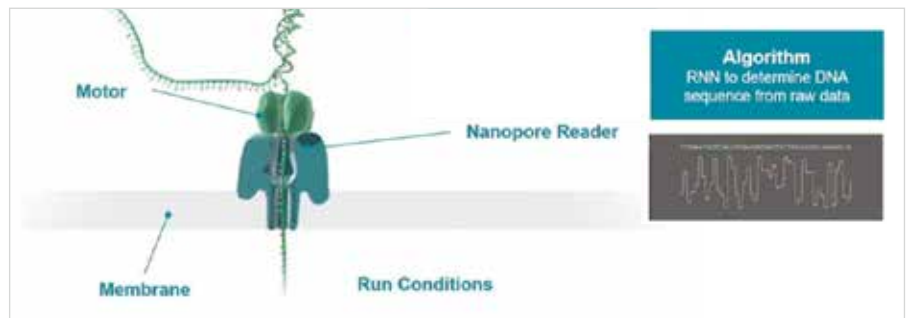 Motor
Nanopore Reader
Membrane
Run Conditions
Algorithm
RNN to determine DNA
sequence from raw data